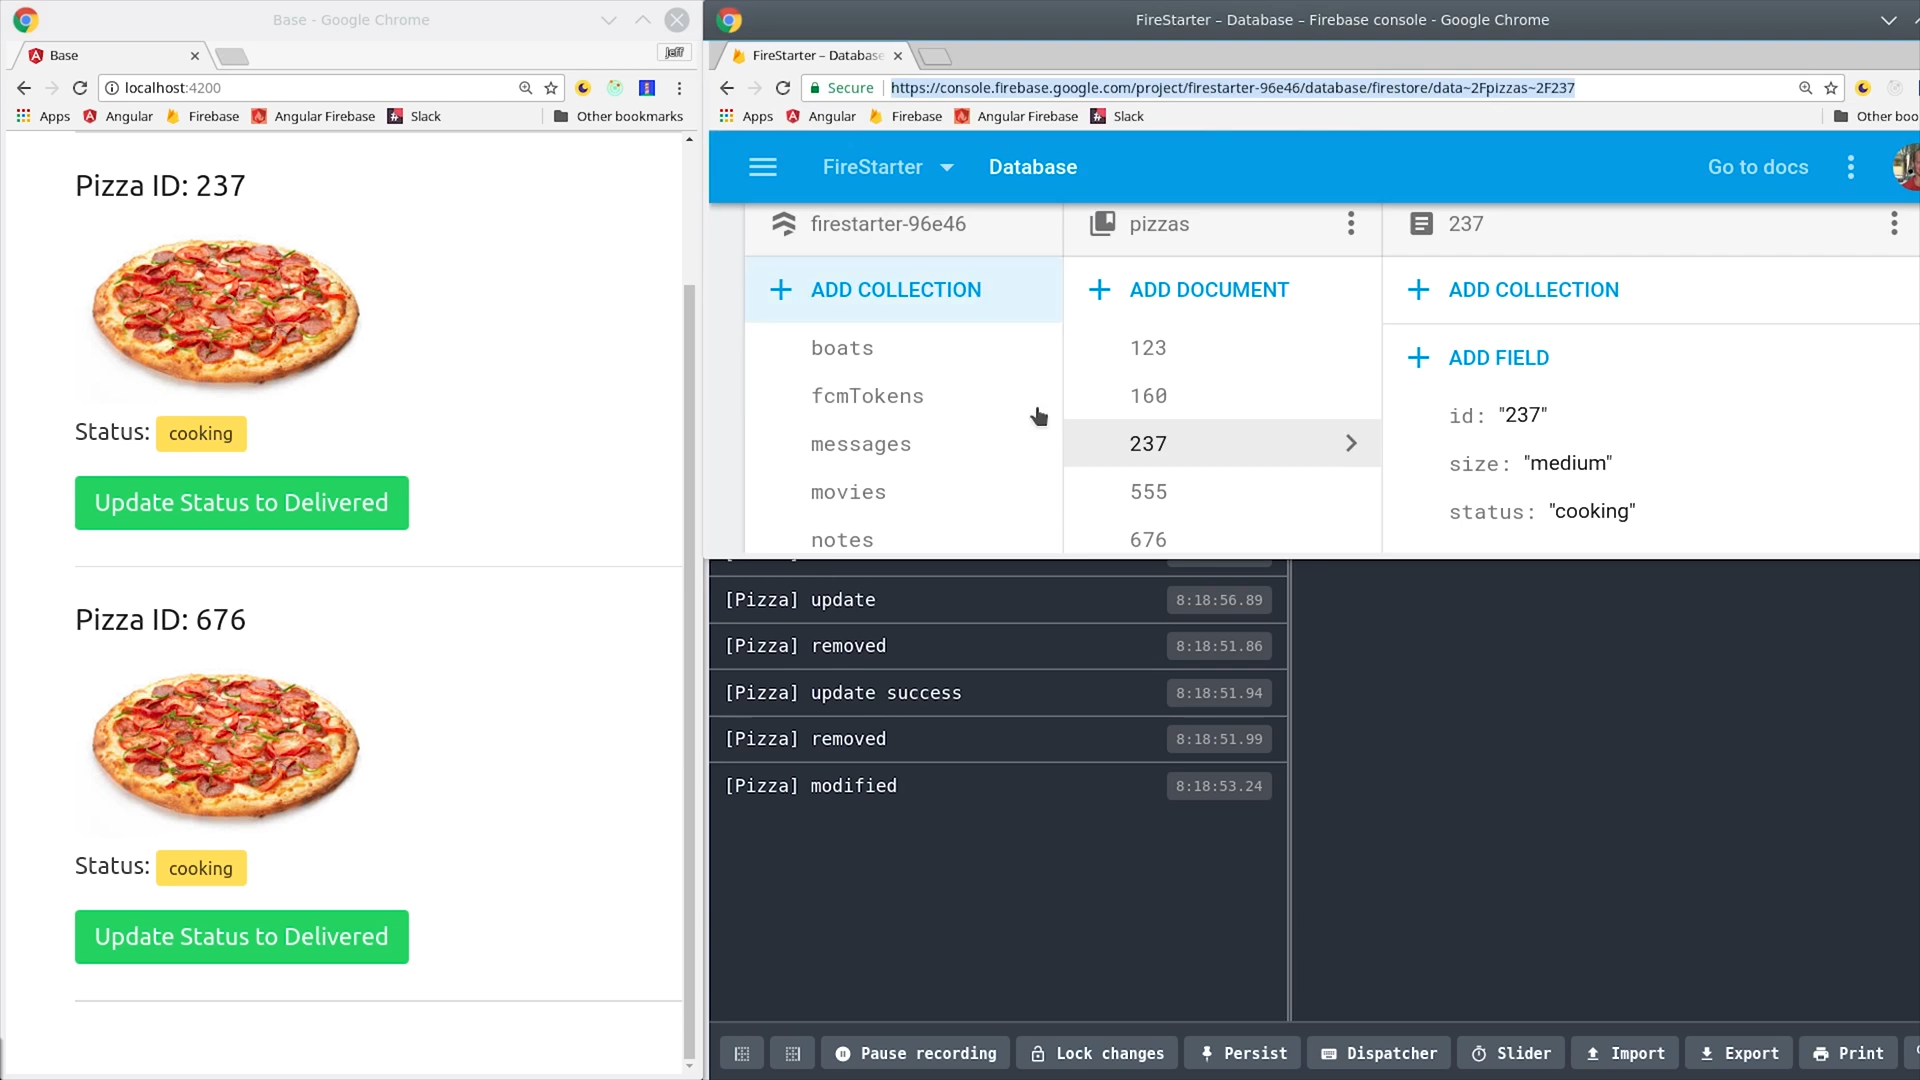 Base - Google Chrome
Base
Jeff
localhost:4200
Apps
Angular
Firebase
Angular Firebase
Slack
Other bookmarks
Pizza ID: 237
Status: cooking
Update Status to Delivered
Pizza ID: 676
Status: cooking
Update Status to Delivered
FireStarter – Database – Firebase console - Google Chrome
FireStarter – Database
Secure
https://console.firebase.google.com/project/firestarter-96e46/database/firestore/data~2Fpizzas~2F237
Apps
Angular
Firebase
Angular Firebase
Slack
Other boo
FireStarter
Database
Go to docs
firestarter-96e46
pizzas
237
ADD COLLECTION
ADD DOCUMENT
ADD COLLECTION
boats
fcmTokens
messages
movies
notes
123
160
237
555
676
ADD FIELD
id: "237"
size: "medium"
status: "cooking"
[Pizza] update 8:18:56.89
[Pizza] removed 8:18:51.86
[Pizza] update success 8:18:51.94
[Pizza] removed 8:18:51.99
[Pizza] modified 8:18:53.24
Pause recording
Lock changes
Persist
Dispatcher
Slider
Import
Export
Print